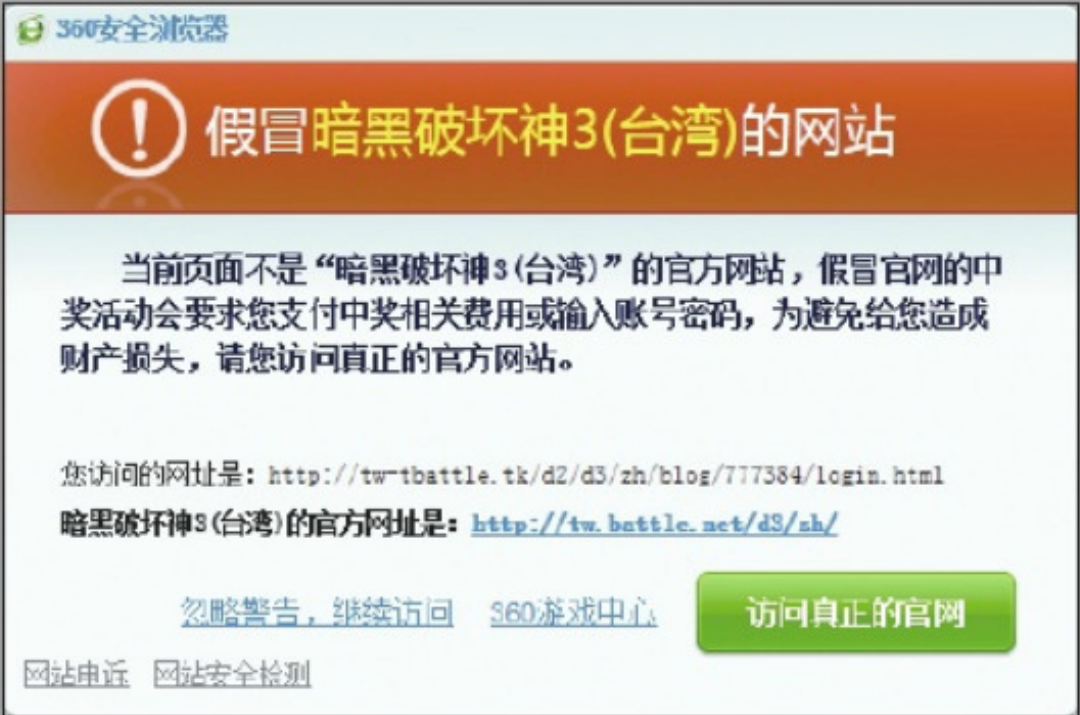 360安全浏览器
假冒暗黑破坏神3(台湾)的网站
当前页面不是“暗黑破坏神3(台湾)”的官方网站，假冒官网的中
奖活动会要求您支付中奖相关费用或输入账号密码，为避免给您造成
财产损失，请您访问真正的官方网站。
您访问的网址是：http://tw-tbattle.tk/d2/d3/zh/blog/777384/login.html
暗黑破坏神3(台湾)的官方网址是：http://tw.battle.net/d3/zh/
忽略警告，继续访问 360游戏中心 访问真正的官网
网站申诉 网站安全检测